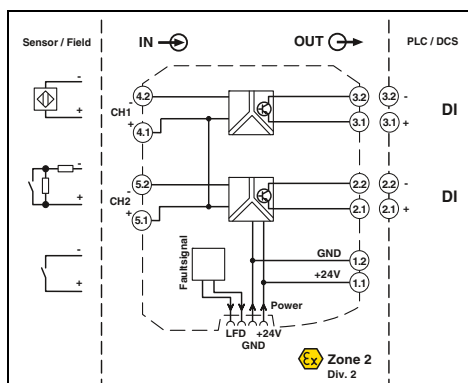 Sensor / Field
IN
OUT
PLC / DCS
-
+
-
+
-
+
4.2
-
CH1
+
4.1
5.2
-
CH2
+
5.1
3.2
3.1
2.2
2.1
3.2 -
3.1 +
DI
2.2 -
2.1 +
DI
GND
1.2
+24V
1.1
Faultsignal
Power
LFD
+24V
GND
Ex
Zone 2
Div. 2